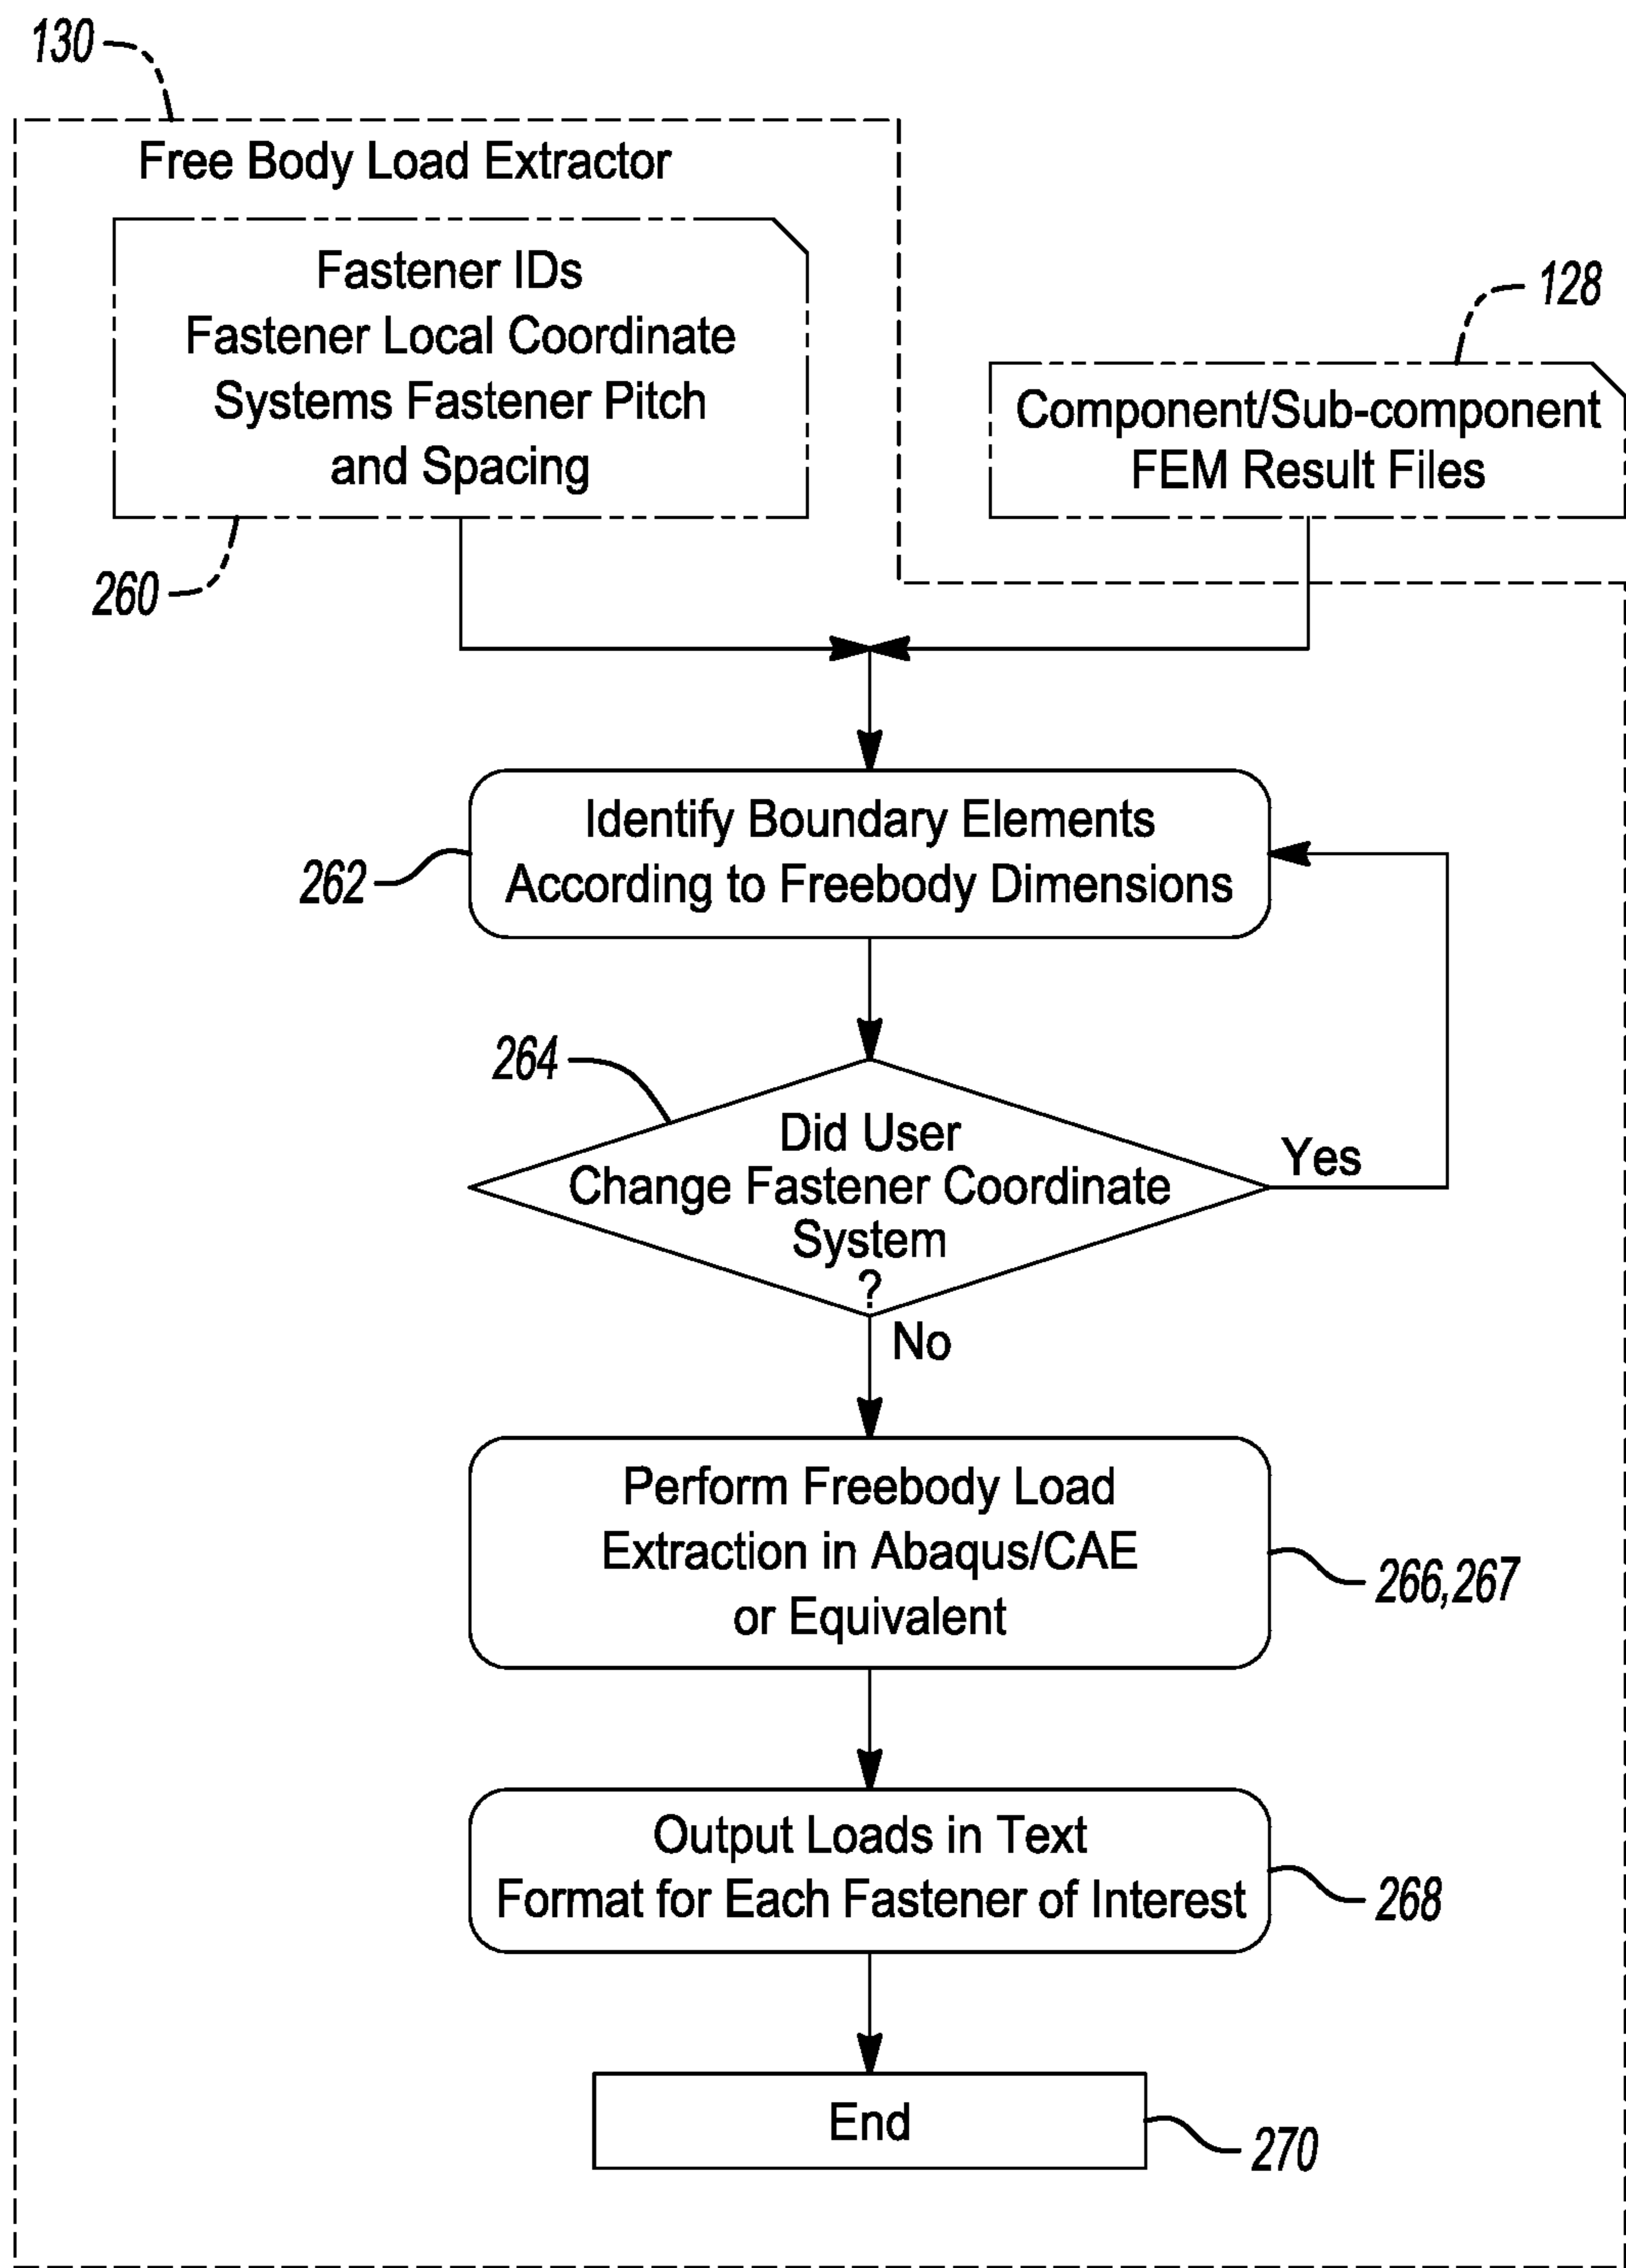 130
Free Body Load Extractor
Fastener IDs
Fastener Local Coordinate
Systems Fastener Pitch
and Spacing
260
128
Component/Sub-component
FEM Result Files
Identify Boundary Elements
According to Freebody Dimensions
262
264
Did User
Change Fastener Coordinate
System
?
Yes
No
Perform Freebody Load
Extraction in Abaqus/CAE
or Equivalent
266,267
Output Loads in Text
Format for Each Fastener of Interest
268
End
270